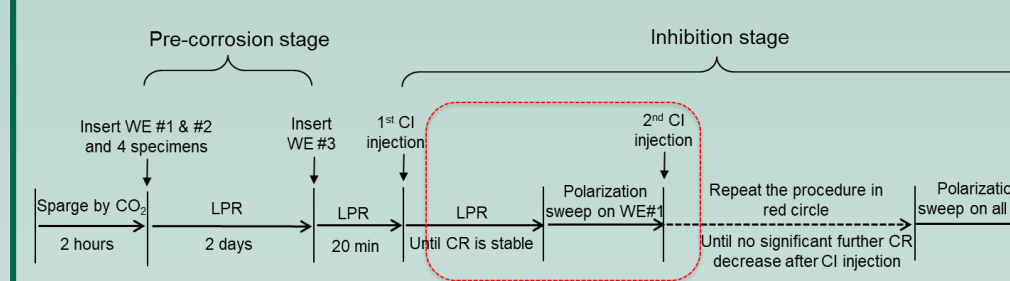 Pre-corrosion stage
Inhibition stage
Insert WE #1 & #2
and 4 specimens
Insert
WE #3
1st CI
injection
2nd CI
injection
Sparge by CO2
2 hours
LPR
2 days
LPR
20 min
LPR
Until CR is stable
Polarization
sweep on WE#1
Repeat the procedure in
red circle
Until no significant further CR
decrease after CI injection
sweep on all